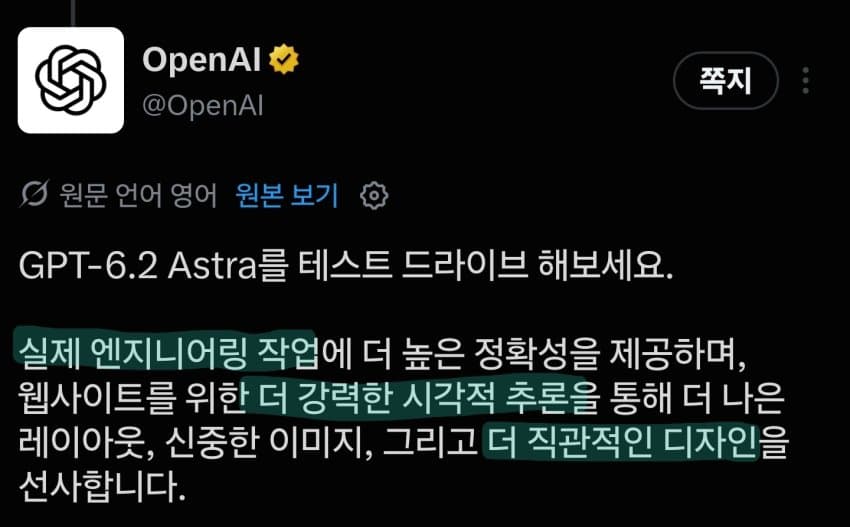 OpenAI
@OpenAI
쪽지
원문 언어 영어 원본 보기
GPT-6.2 Astra를 테스트 드라이브 해보세요.
실제 엔지니어링 작업에 더 높은 정확성을 제공하며,
웹사이트를 위한 더 강력한 시각적 추론을 통해 더 나은
레이아웃, 신중한 이미지, 그리고 더 직관적인 디자인을
선사합니다.